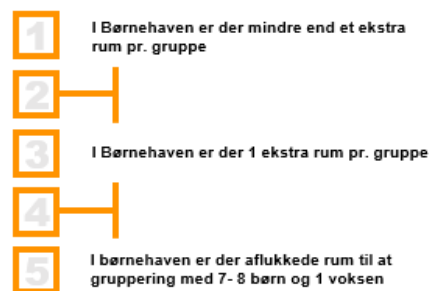 1 I Børnehaven er der mindre end et ekstra
rum pr. gruppe
2
3 I Børnehaven er der 1 ekstra rum pr. gruppe
4
5 I børnehaven er der aflukkede rum til at
gruppering med 7- 8 børn og 1 voksen